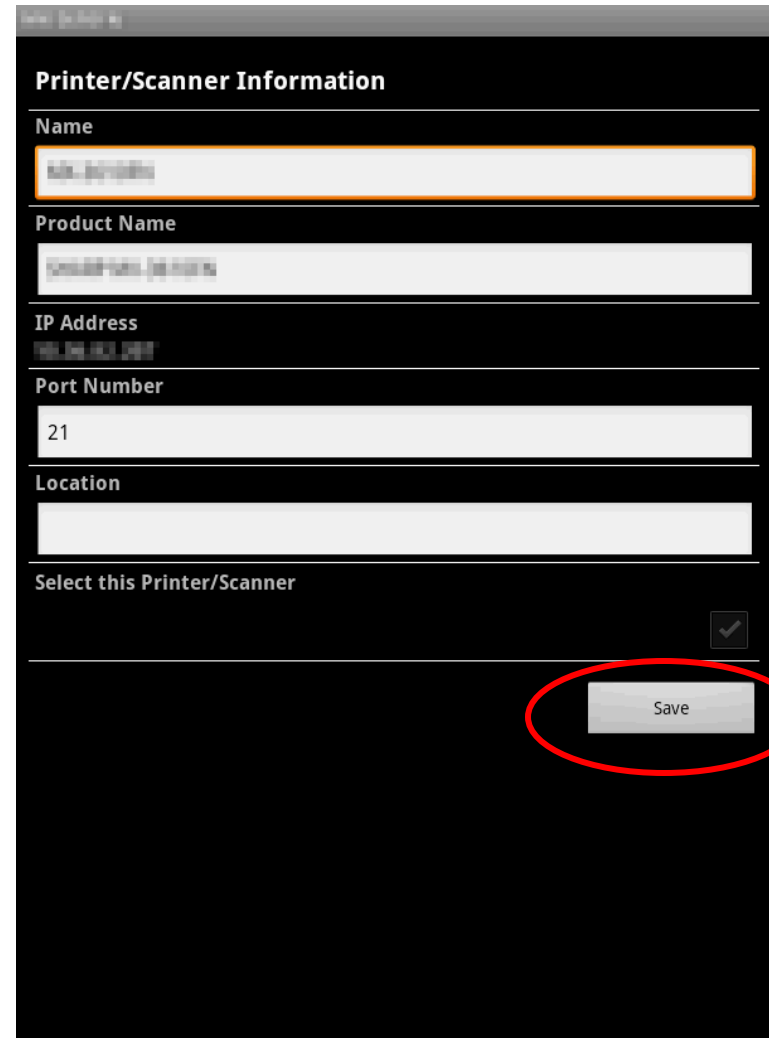 Printer/Scanner Information
Name
Product Name
IP Address
Port Number
21
Location
Select this Printer/Scanner
Save